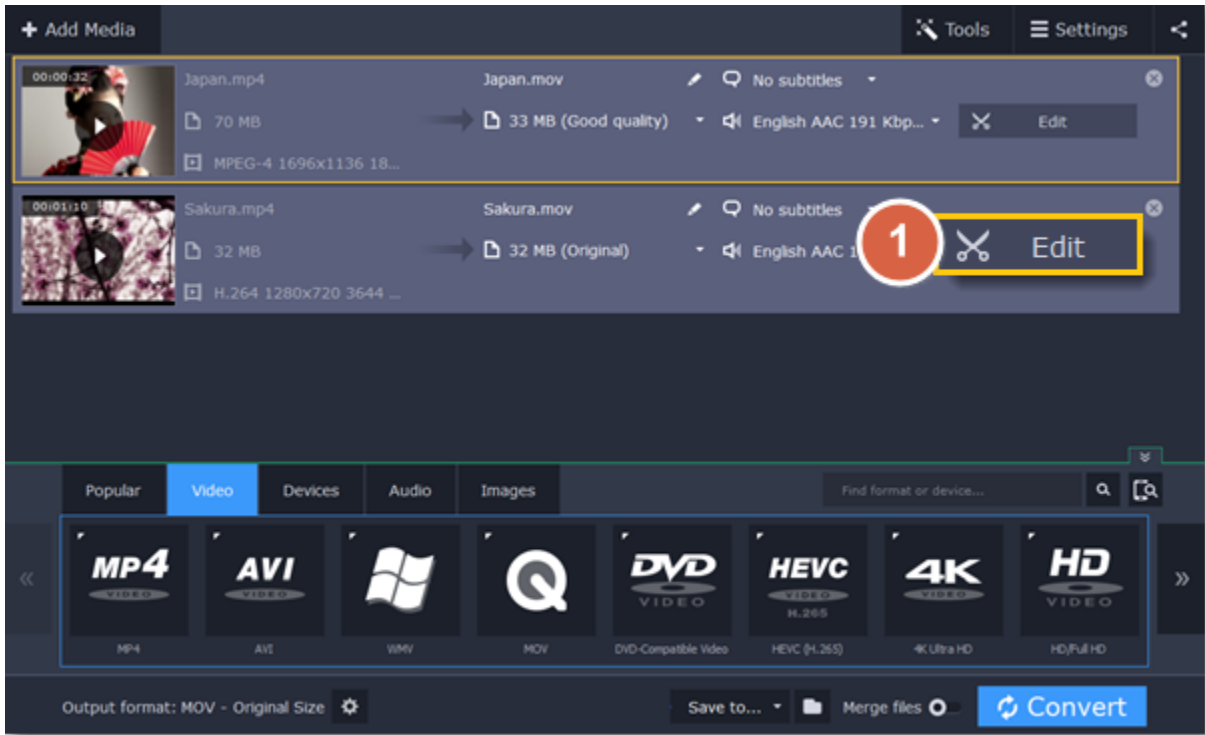 Add Media
Tools
Settings
00:00:32
Japan.mp4
Japan.mov
No subtitles
70 MB
33 MB (Good quality)
English AAC 191 Kbp...
Edit
MPEG-4 1696x1136 18...
00:01:10
Sakura.mp4
Sakura.mov
No subtitles
32 MB
32 MB (Original)
English AAC 1
1
Edit
H.264 1280x720 3644 ...
Popular
Video
Devices
Audio
Images
Find format or device...
MP4 VIDEO
AVI VIDEO
DVD VIDEO
HEVC VIDEO H.265
4K VIDEO
HD VIDEO
MP4
AVI
WMV
MOV
DVD-Compatible Video
HEVC (H.265)
4K Ultra HD
HD/Full HD
Output format: MOV - Original Size
Save to...
Merge files
Convert